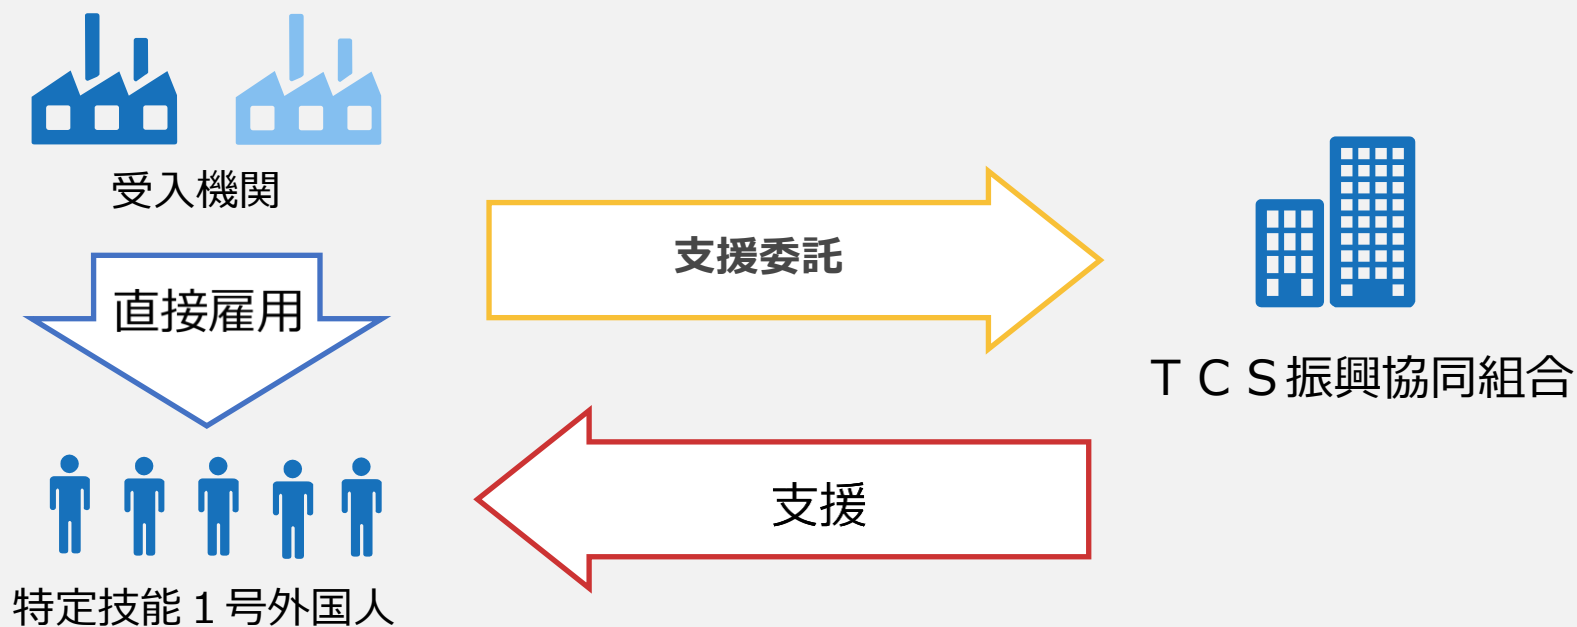 受入機関
直接雇用
支援委託
ＴＣＳ振興協同組合
支援
特定技能１号外国人